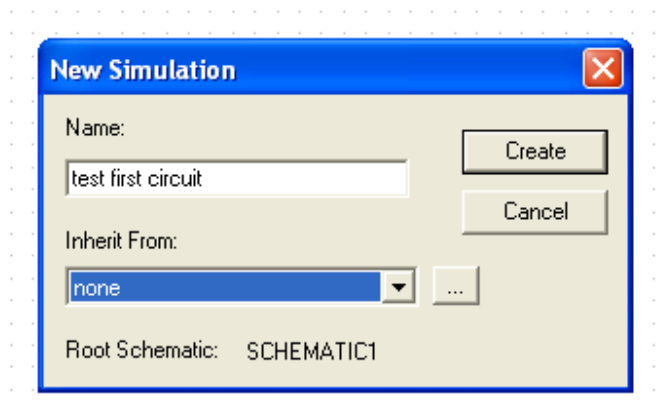 New Simulation
Name:
Create
test first circuit
Cancel
Inherit From:
none
...
Root Schematic: SCHEMATIC1